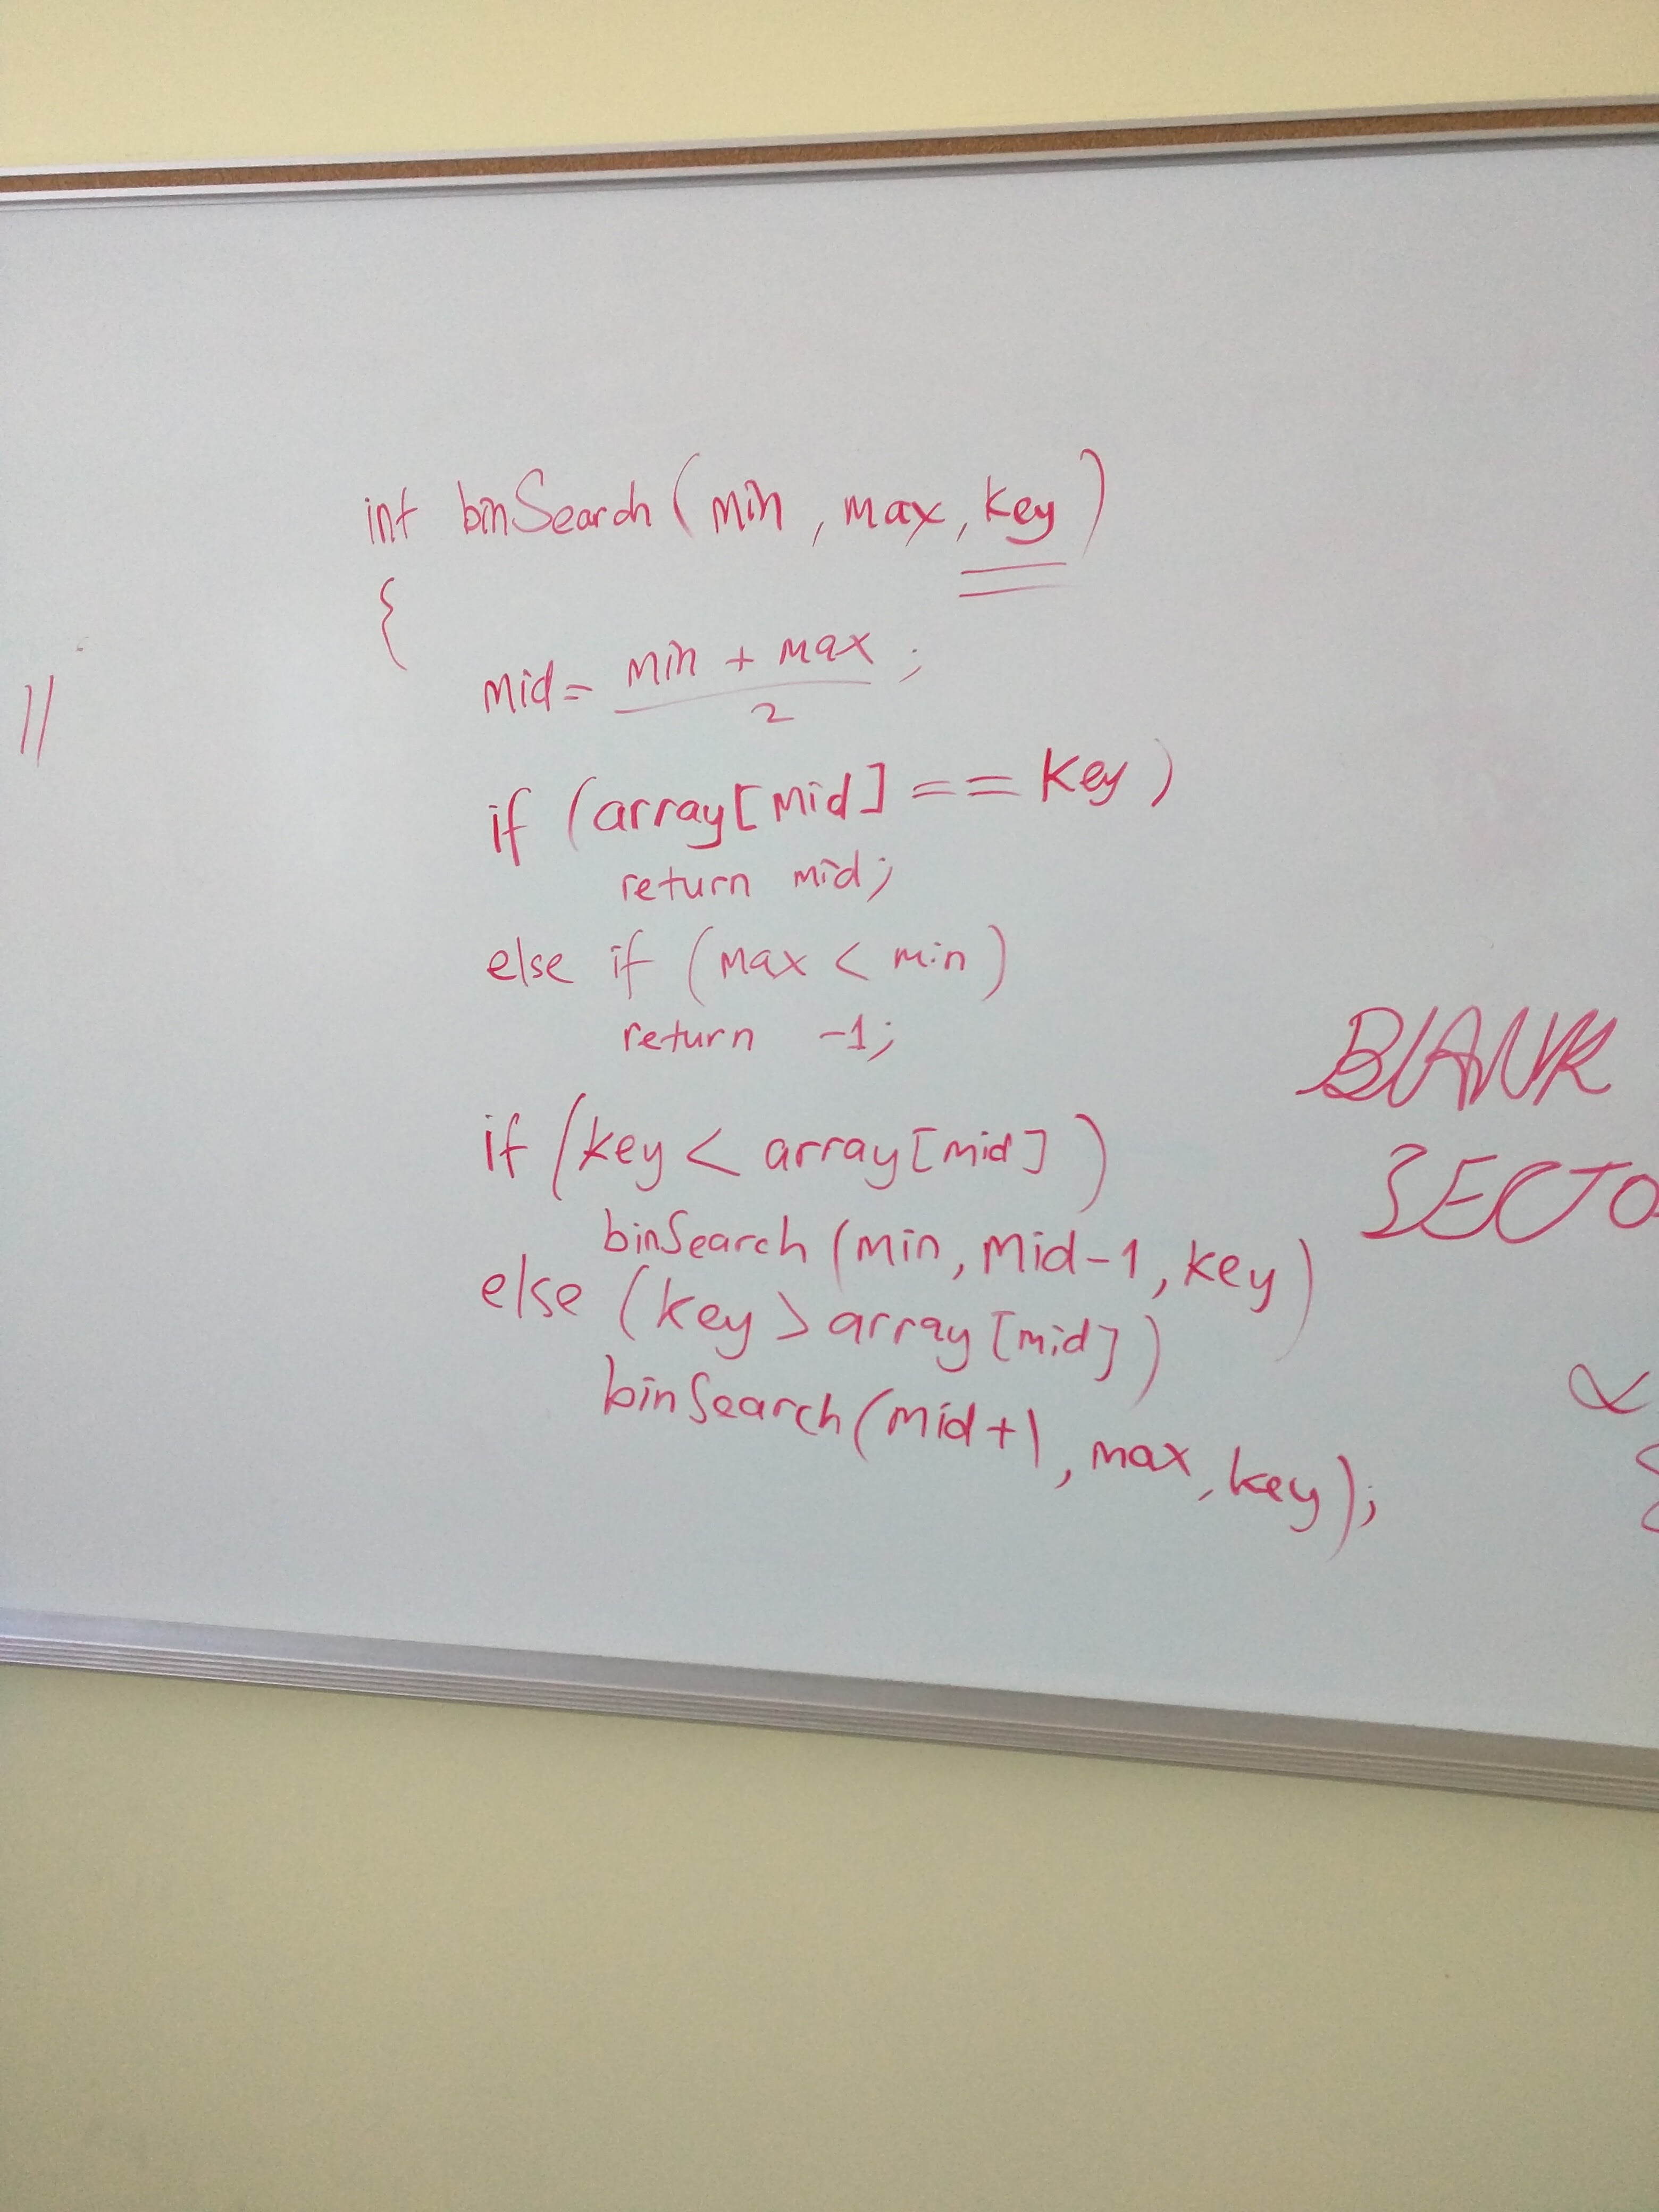 int binSearch (min, max, key)
{
mid = min + max ;
2
if (array[mid] == key)
return mid;
else if (max < min)
return -1;
if (key < array[mid])
binSearch (min, mid-1, key)
else (key > array[mid])
binSearch (mid+1, max, key);
//
BLANK
SECTO